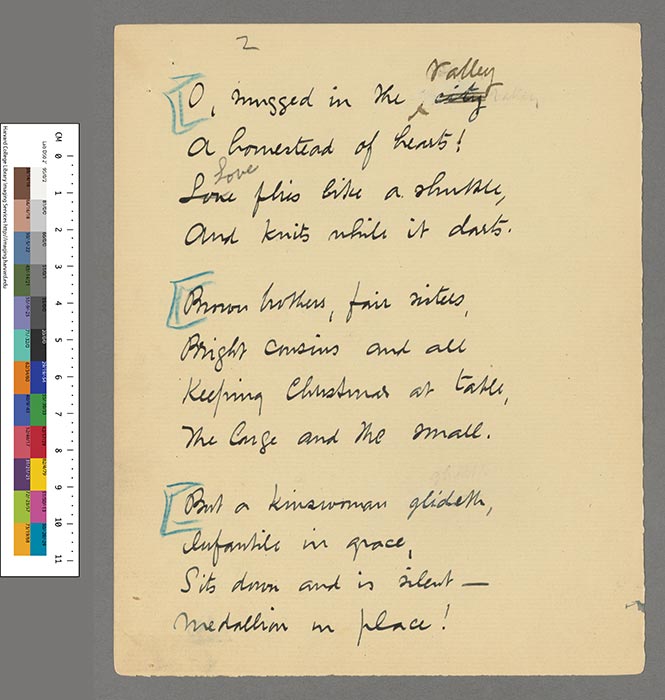 2
Valley
O, snugged in the city
A homestead of hearts!
Love
Love flies like a shuttle,
And knits while it darts.
Brown brothers, fair sisters,
Bright cousins and all
Keeping Christmas at table,
The large and the small.
But a kinswoman glideth,
Infantile in grace,
Sits down and is silent —
Medallion in place!
CM 0 1 2 3 4 5 6 7 8 9 10 11
Harvard College Library Imaging Services http://imaging.harvard.edu